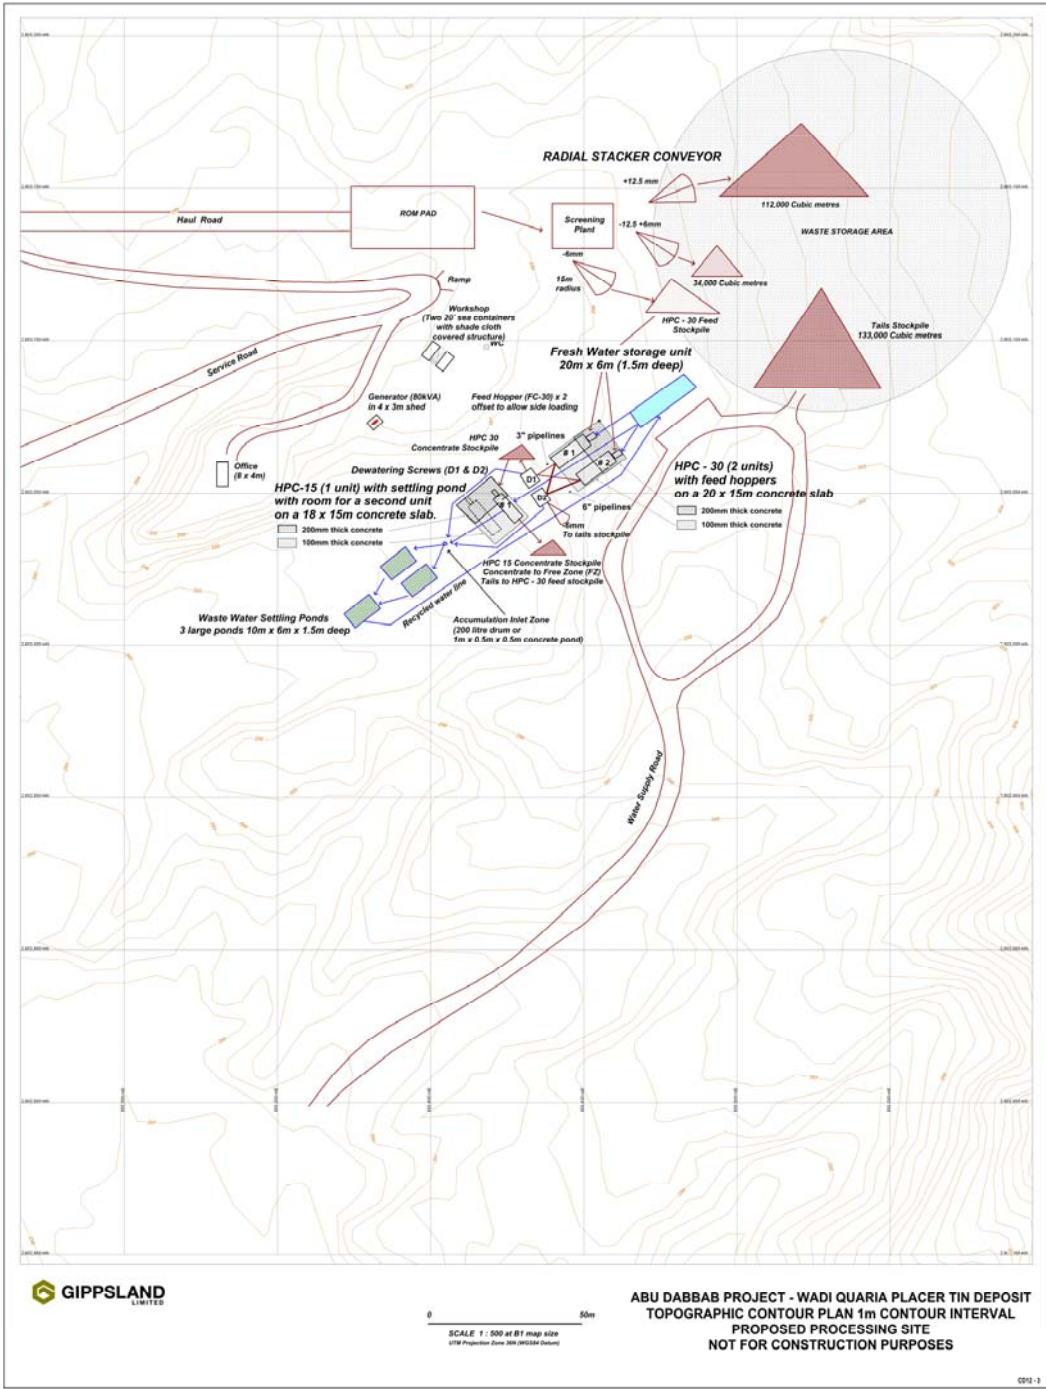 RADIAL STACKER CONVEYOR
+12.5 mm
112,000 Cubic metres
Haul Road
ROM PAD
Screening
Plant
-12.5 +6mm
WASTE STORAGE AREA
-6mm
15m
radius
34,000 Cubic metres
Ramp
HPC - 30 Feed
Stockpile
Tails Stockpile
133,000 Cubic metres
Workshop
(Two 20' sea containers
with shade cloth
covered structure)
WC
Service Road
Fresh Water storage unit
20m x 6m (1.5m deep)
Generator (80kVA)
in 4 x 3m shed
Feed Hopper (FC-30) x 2
offset to allow side loading
HPC 30
Concentrate Stockpile
3" pipelines
# 1
# 2
Office
(8 x 4m)
Dewatering Screws (D1 & D2)
D1
D2
HPC - 30 (2 units)
with feed hoppers
on a 20 x 15m concrete slab
200mm thick concrete
100mm thick concrete
HPC-15 (1 unit) with settling pond
with room for a second unit
on a 18 x 15m concrete slab.
200mm thick concrete
100mm thick concrete
# 1
6" pipelines
-6mm
To tails stockpile
HPC 15 Concentrate Stockpile
Concentrate to Free Zone (FZ)
Tails to HPC - 30 feed stockpile
Recycled water line
Waste Water Settling Ponds
3 large ponds 10m x 6m x 1.5m deep
Accumulation Inlet Zone
(200 litre drum or
1m x 0.5m x 0.5m concrete pond)
Water Supply Road
GIPPSLAND
LIMITED
0 50m
SCALE 1 : 500 at B1 map size
UTM Projection Zone 36N (WGS84 Datum)
ABU DABBAB PROJECT - WADI QUARIA PLACER TIN DEPOSIT
TOPOGRAPHIC CONTOUR PLAN 1m CONTOUR INTERVAL
PROPOSED PROCESSING SITE
NOT FOR CONSTRUCTION PURPOSES
CD12 - 3